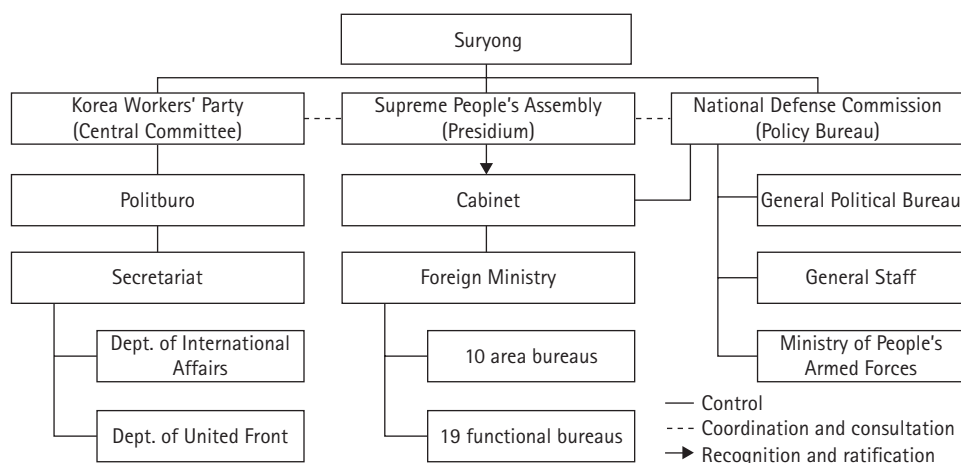 Suryong
Korea Workers' Party
(Central Committee)
Supreme People's Assembly
(Presidium)
National Defense Commission
(Policy Bureau)
Politburo
Cabinet
General Political Bureau
Secretariat
Foreign Ministry
General Staff
Dept. of International
Affairs
10 area bureaus
Ministry of People's
Armed Forces
Dept. of United Front
19 functional bureaus
Control
Coordination and consultation
Recognition and ratification